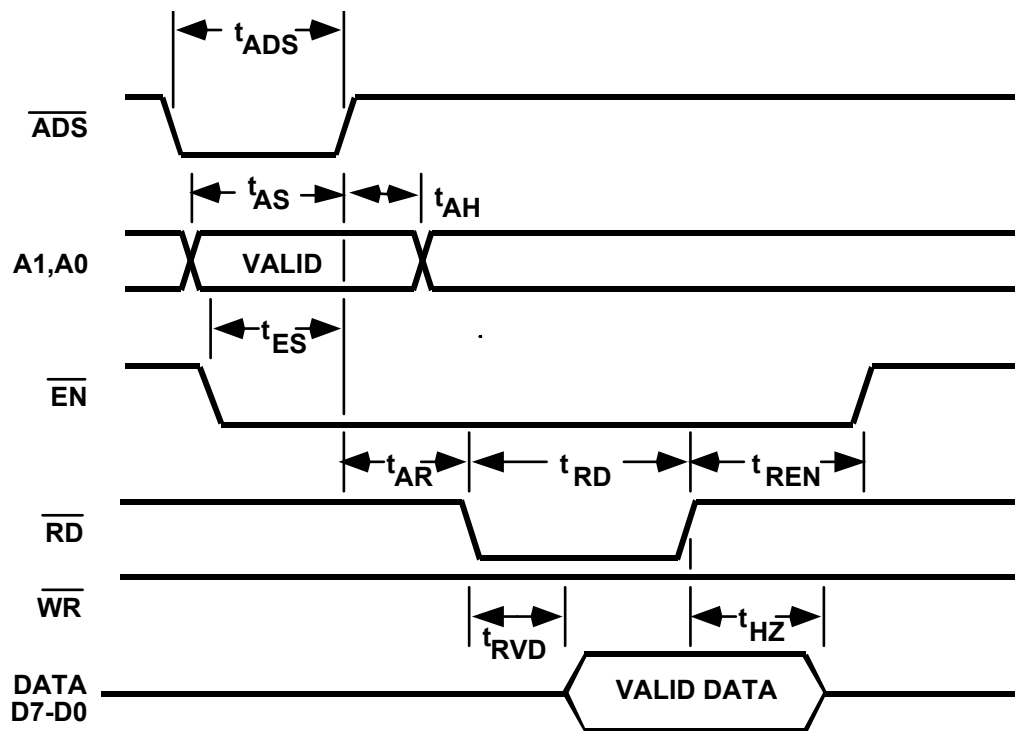 tADS
ADS
tAS
tAH
A1,A0
VALID
tES
EN
tAR
tRD
tREN
RD
WR
tRVD
tHZ
DATA
D7-D0
VALID DATA